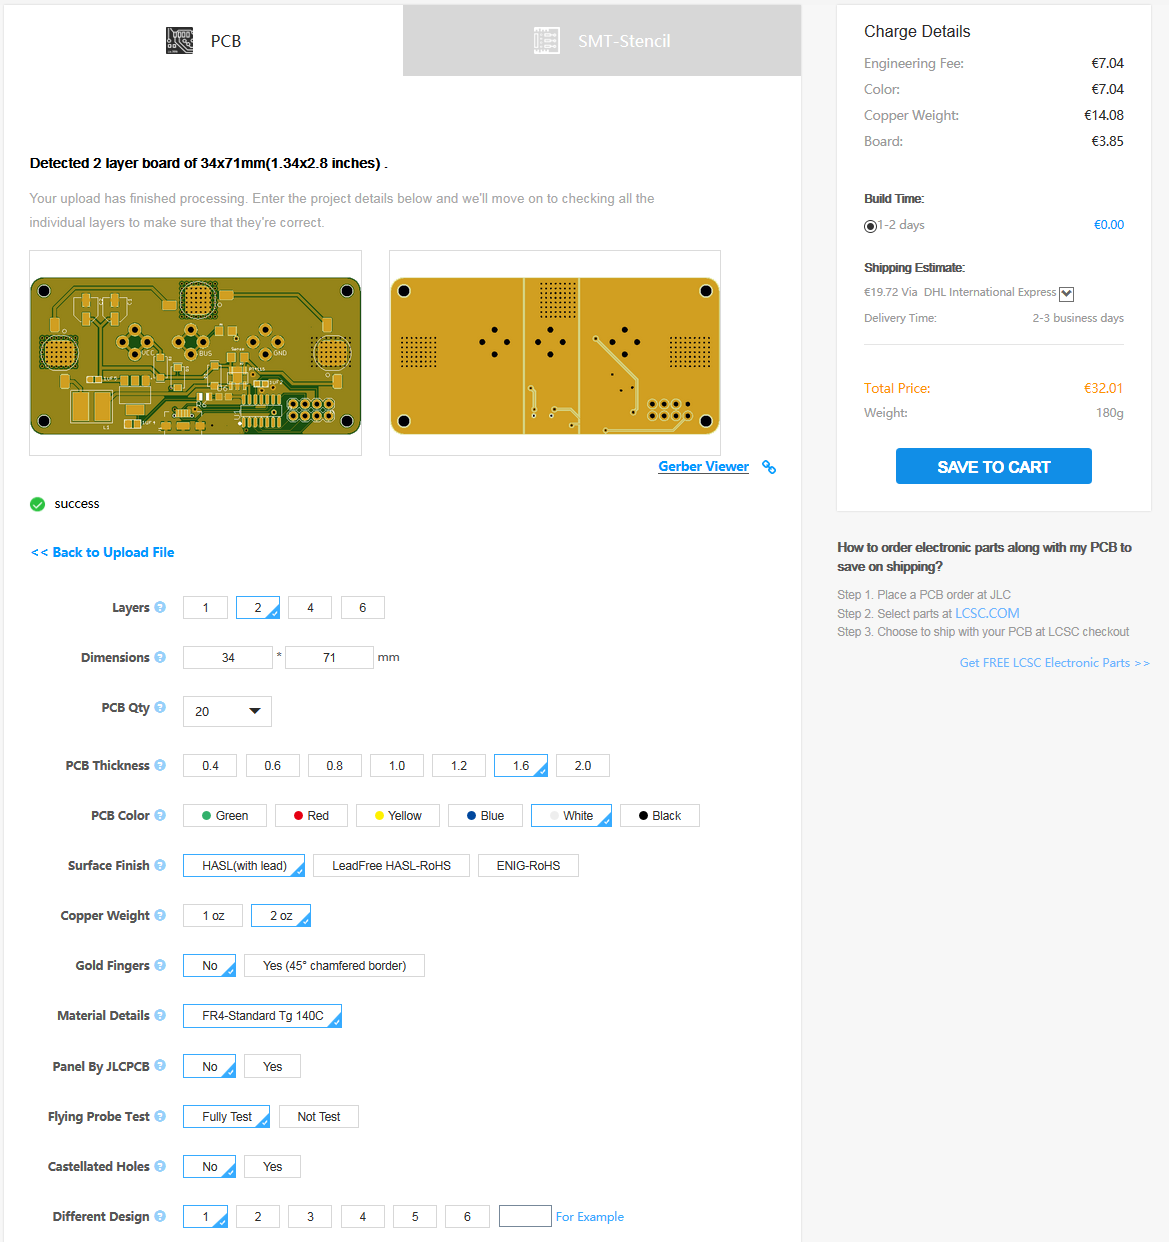 PCB
SMT-Stencil
Detected 2 layer board of 34x71mm(1.34x2.8 inches) .
Your upload has finished processing. Enter the project details below and we'll move on to checking all the
individual layers to make sure that they're correct.
VCC
BUS
GND
Gerber Viewer
success
<< Back to Upload File
Layers
1
2
4
6
Dimensions
34
*
71
mm
PCB Qty
20
PCB Thickness
0.4
0.6
0.8
1.0
1.2
1.6
2.0
PCB Color
Green
Red
Yellow
Blue
White
Black
Surface Finish
HASL(with lead)
LeadFree HASL-RoHS
ENIG-RoHS
Copper Weight
1 oz
2 oz
Gold Fingers
No
Yes (45° chamfered border)
Material Details
FR4-Standard Tg 140C
Panel By JLCPCB
No
Yes
Flying Probe Test
Fully Test
Not Test
Castellated Holes
No
Yes
Different Design
1
2
3
4
5
6
For Example
Charge Details
Engineering Fee:
€7.04
Color:
€7.04
Copper Weight:
€14.08
Board:
€3.85
Build Time:
1-2 days
€0.00
Shipping Estimate:
€19.72 Via DHL International Express
Delivery Time:
2-3 business days
Total Price:
€32.01
Weight:
180g
SAVE TO CART
How to order electronic parts along with my PCB to
save on shipping?
Step 1. Place a PCB order at JLC
Step 2. Select parts at LCSC.COM
Step 3. Choose to ship with your PCB at LCSC checkout
Get FREE LCSC Electronic Parts >>